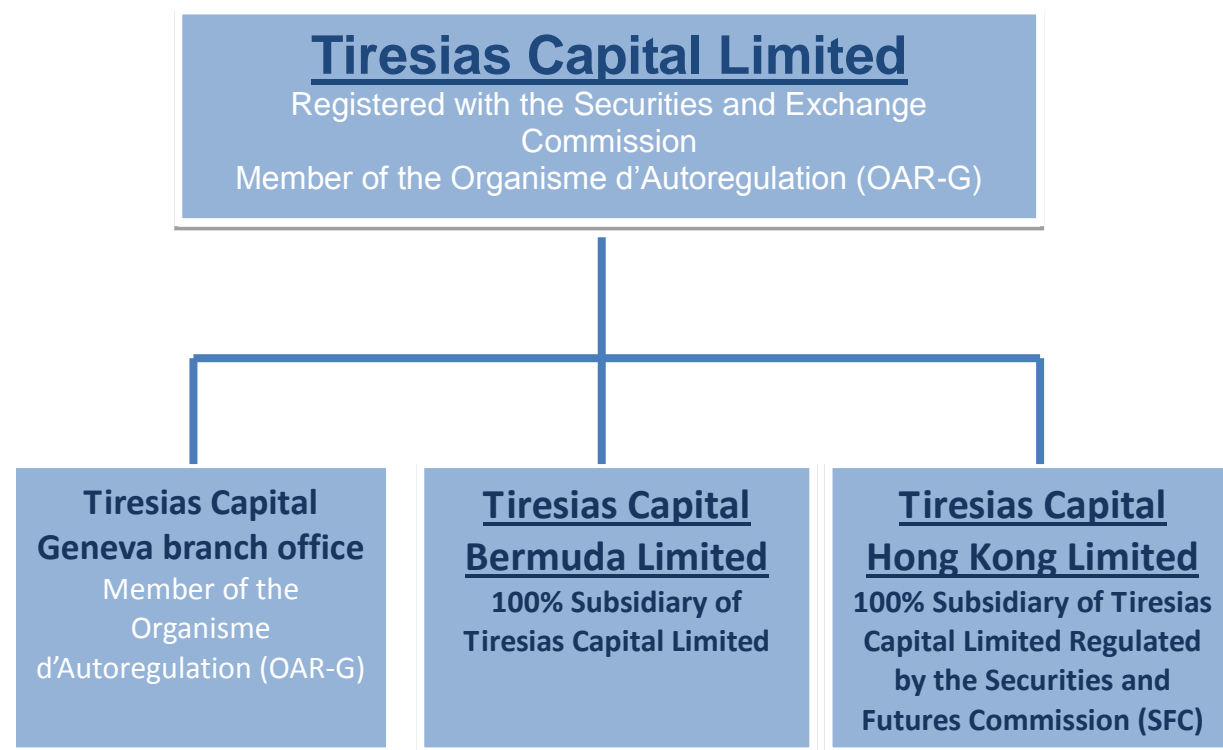 Tiresias Capital Limited
Registered with the Securities and Exchange
Commission
Member of the Organisme d’Autoregulation (OAR-G)
Tiresias Capital
Geneva branch office
Member of the
Organisme
d’Autoregulation (OAR-G)
Tiresias Capital
Bermuda Limited
100% Subsidiary of
Tiresias Capital Limited
Tiresias Capital
Hong Kong Limited
100% Subsidiary of Tiresias
Capital Limited Regulated
by the Securities and
Futures Commission (SFC)